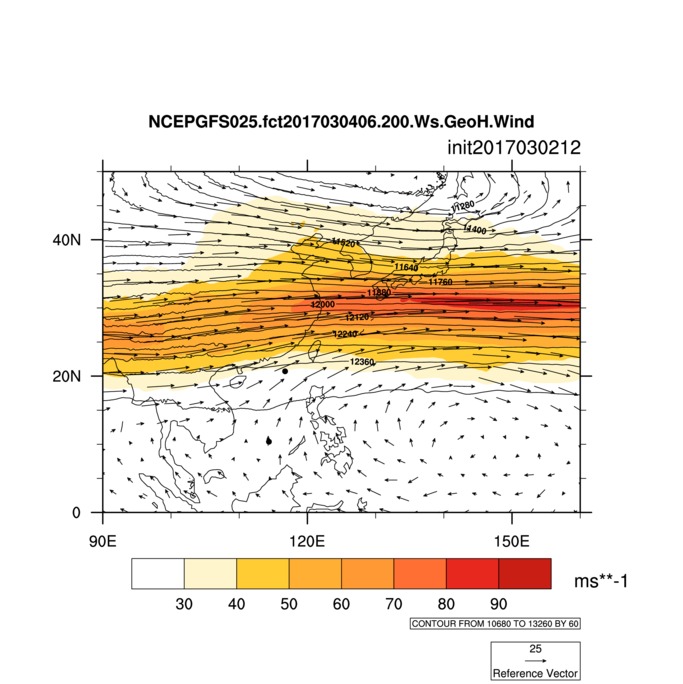 NCEPGFS025.fct2017030406.200.Ws.GeoH.Wind
init2017030212
40N
20N
0
90E 120E 150E
11280
11400
11520
11640
11760
11880
12000
12120
12240
12360
30 40 50 60 70 80 90
ms**-1
CONTOUR FROM 10680 TO 13260 BY 60
25
Reference Vector